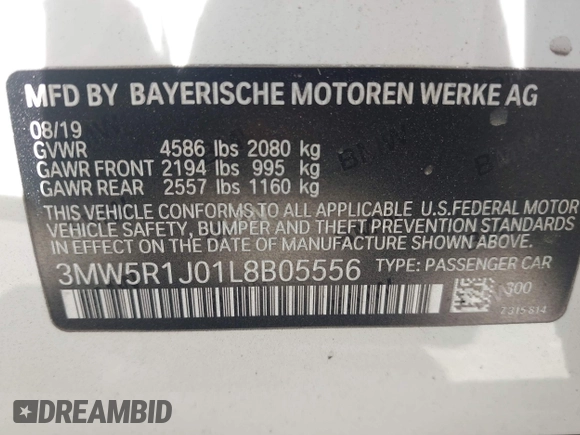 MFD BY BAYERISCHE MOTOREN WERKE AG
08/19
GVWR 4586 lbs 2080 kg
GAWR FRONT 2194 lbs 995 kg
GAWR REAR 2557 lbs 1160 kg
THIS VEHICLE CONFORMS TO ALL APPLICABLE U.S.FEDERAL MOTOR
VEHICLE SAFETY, BUMPER AND THEFT PREVENTION
STANDARDS IN EFFECT ON THE DATE OF MANUFACTURE SHOWN ABOVE.
3MW5R1J01L8B05556 TYPE: PASSENGER CAR
300
7315814
DREAMBID